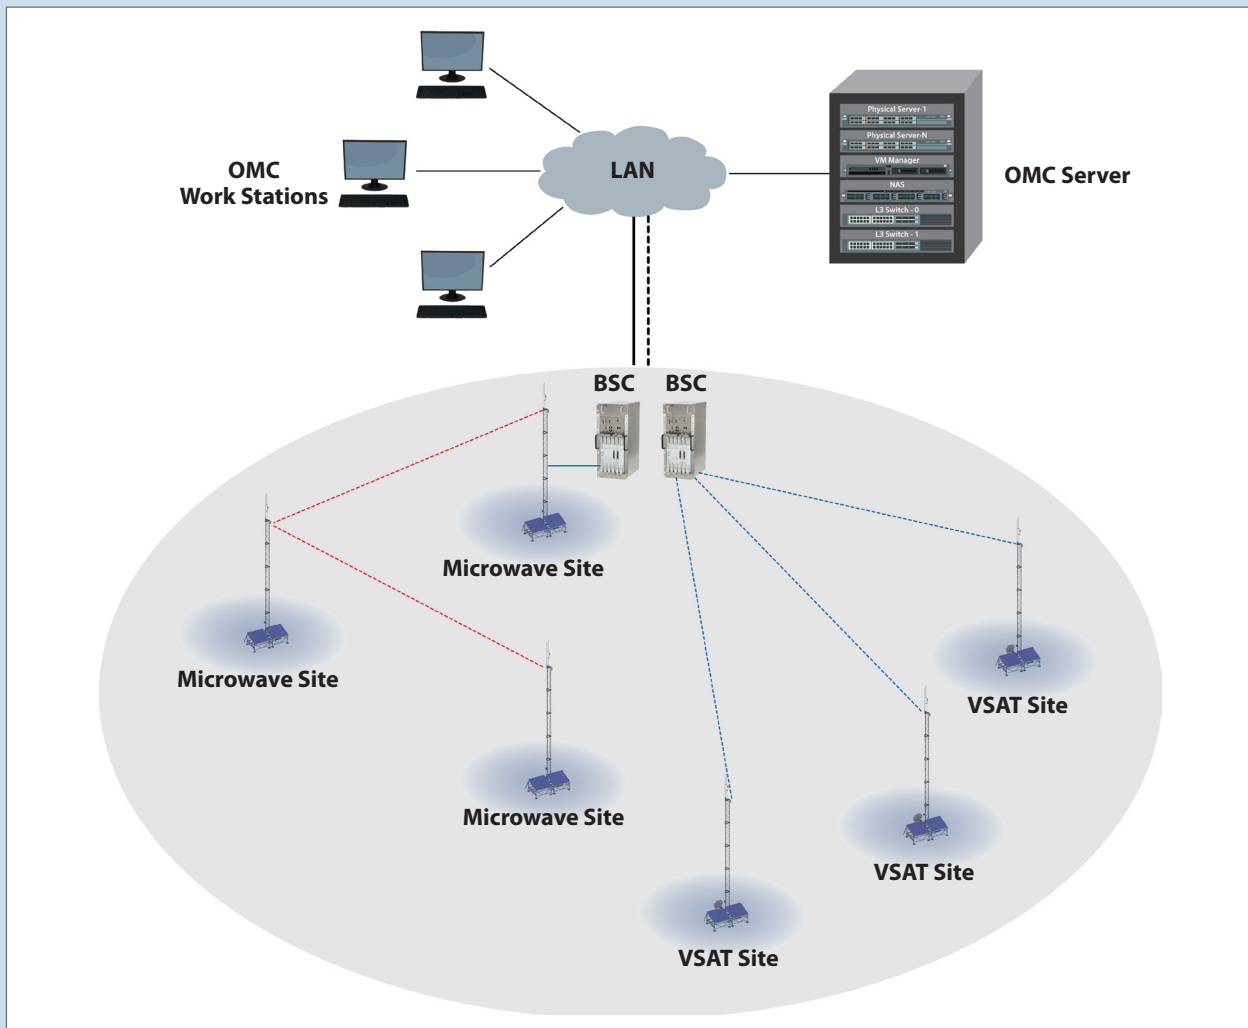 OMC
Work Stations
LAN
Physical Server-1
Physical Server-N
VM Manager
NAS
L3 Switch - 0
L3 Switch - 1
OMC Server
BSC
BSC
Microwave Site
Microwave Site
Microwave Site
VSAT Site
VSAT Site
VSAT Site